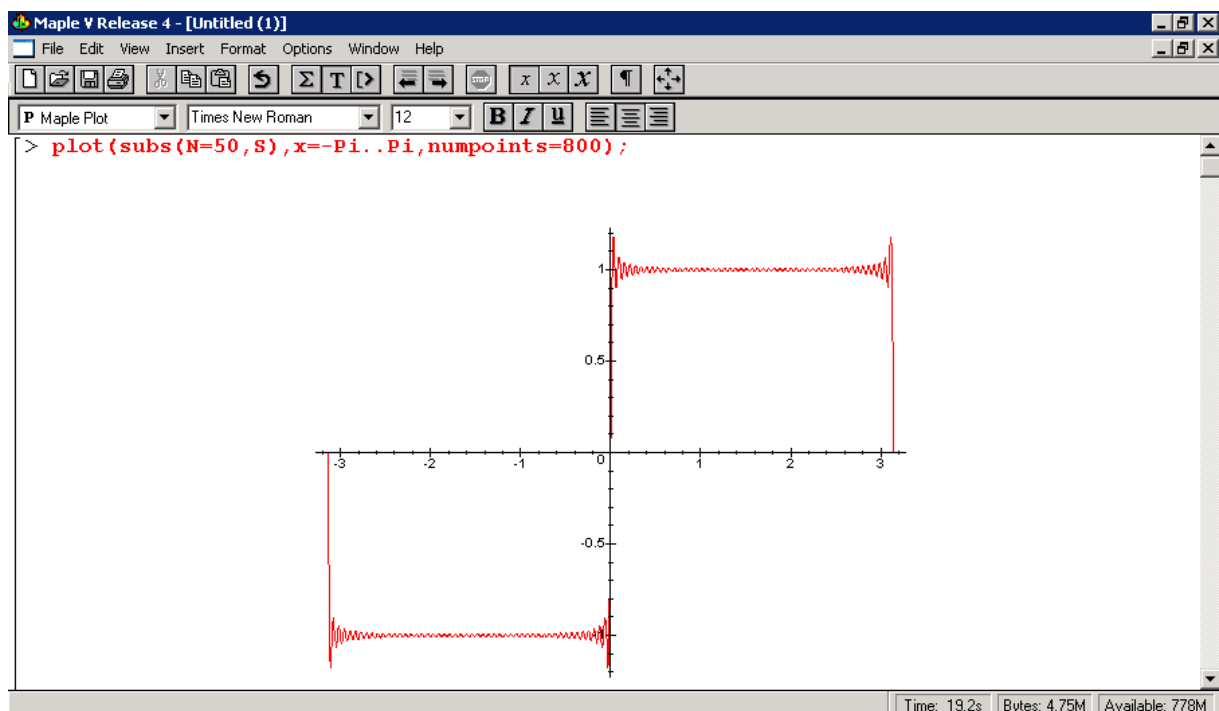 Maple V Release 4 - [Untitled (1)]
File Edit View Insert Format Options Window Help
Σ T [> STOP x x x ¶
P Maple Plot Times New Roman 12 B I u
[> plot(subs(N=50,S),x=-Pi..Pi,numpoints=800);
1
0.5
-3 -2 -1 0 1 2 3
-0.5
-1
Time: 19.2s Bytes: 4.75M Available: 778M